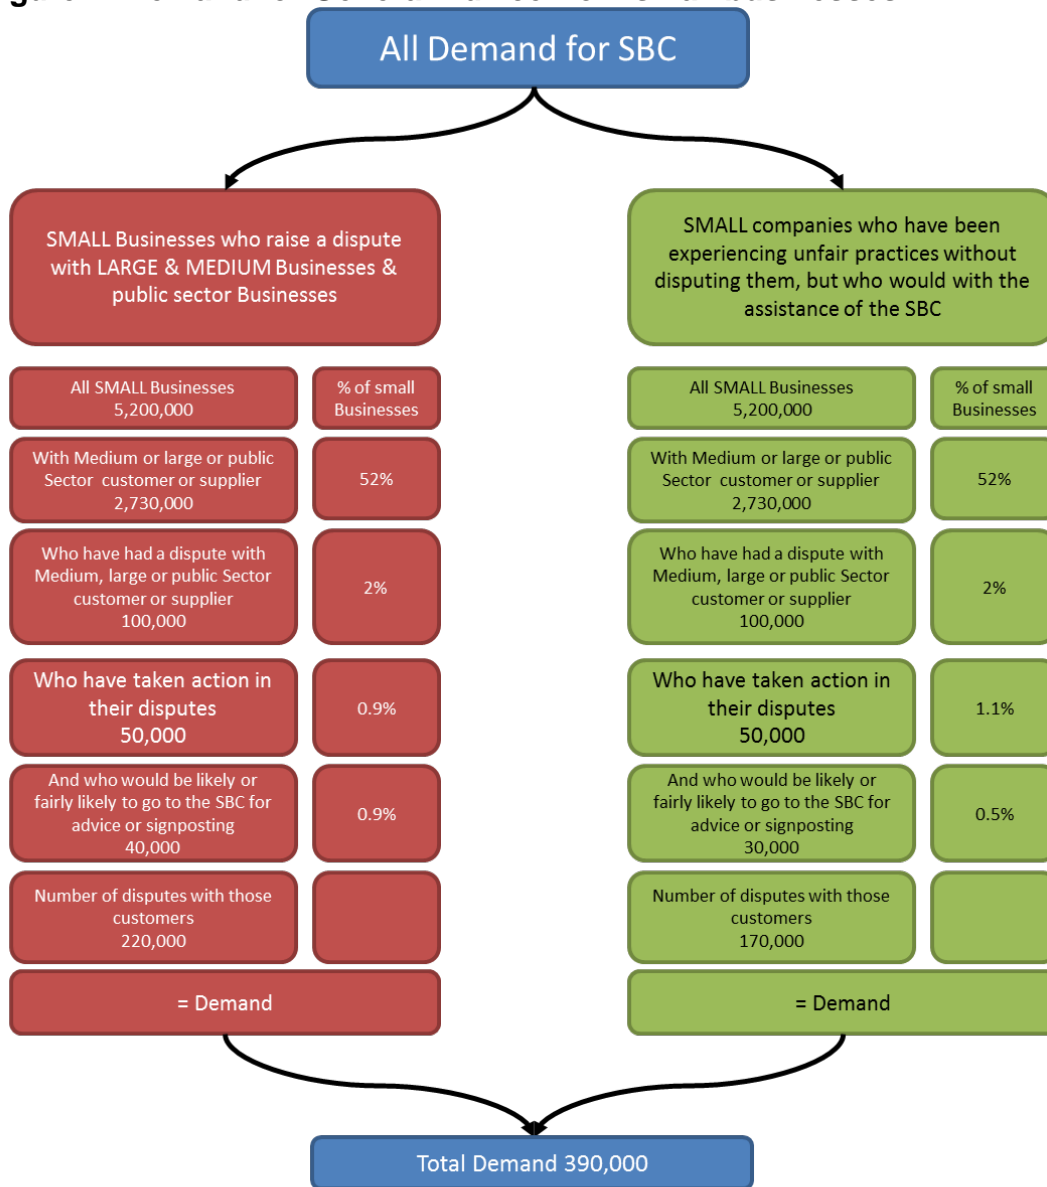 All Demand for SBC
SMALL Businesses who raise a dispute
with LARGE & MEDIUM Businesses &
public sector Businesses
All SMALL Businesses
5,200,000
% of small
Businesses
With Medium or large or public
Sector customer or supplier
2,730,000
52%
Who have had a dispute with
Medium, large or public Sector
customer or supplier
100,000
2%
Who have taken action in
their disputes
50,000
0.9%
And who would be likely or
fairly likely to go to the SBC for
advice or signposting
40,000
0.9%
Number of disputes with those
customers
220,000
= Demand
SMALL companies who have been
experiencing unfair practices without
disputing them, but who would with the
assistance of the SBC
All SMALL Businesses
5,200,000
% of small
Businesses
With Medium or large or public
Sector customer or supplier
2,730,000
52%
Who have had a dispute with
Medium, large or public Sector
customer or supplier
100,000
2%
Who have taken action in
their disputes
50,000
1.1%
And who would be likely or
fairly likely to go to the SBC for
advice or signposting
30,000
0.5%
Number of disputes with those
customers
170,000
= Demand
Total Demand 390,000